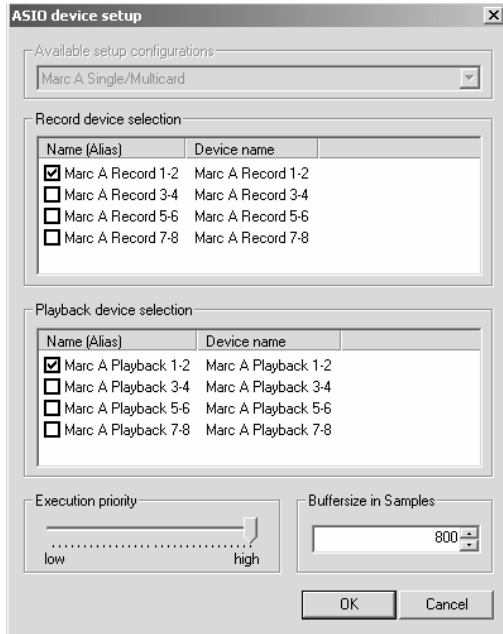 ASIO device setup
Available setup configurations
Marc A Single/Multicard
Record device selection
Name (Alias) Device name
Marc A Record 1-2 Marc A Record 1-2
Marc A Record 3-4 Marc A Record 3-4
Marc A Record 5-6 Marc A Record 5-6
Marc A Record 7-8 Marc A Record 7-8
Playback device selection
Name (Alias) Device name
Marc A Playback 1-2 Marc A Playback 1-2
Marc A Playback 3-4 Marc A Playback 3-4
Marc A Playback 5-6 Marc A Playback 5-6
Marc A Playback 7-8 Marc A Playback 7-8
Execution priority
low high
Buffersize in Samples
800
OK Cancel